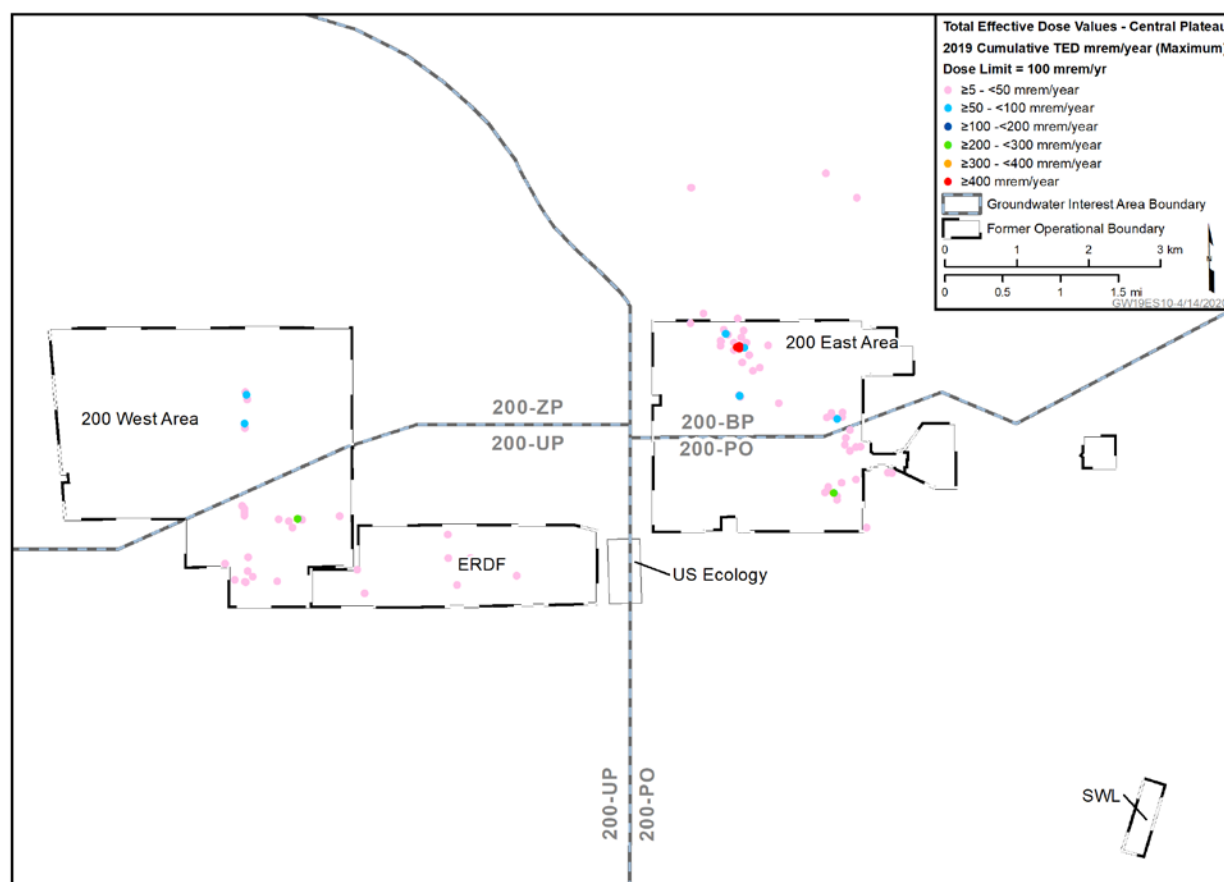 Total Effective Dose Values - Central Plateau
2019 Cumulative TED mrem/year (Maximum)
Dose Limit = 100 mrem/yr
≥5 - <50 mrem/year
≥50 - <100 mrem/year
≥100 -<200 mrem/year
≥200 - <300 mrem/year
≥300 - <400 mrem/year
≥400 mrem/year
Groundwater Interest Area Boundary
Former Operational Boundary
0 1 2 3 km
0 0.5 1 1.5 mi
N
GW19ES10-4/14/2020
200 East Area
200 West Area
200-ZP
200-UP
200-BP
200-PO
ERDF
US Ecology
200-UP
200-PO
SWL